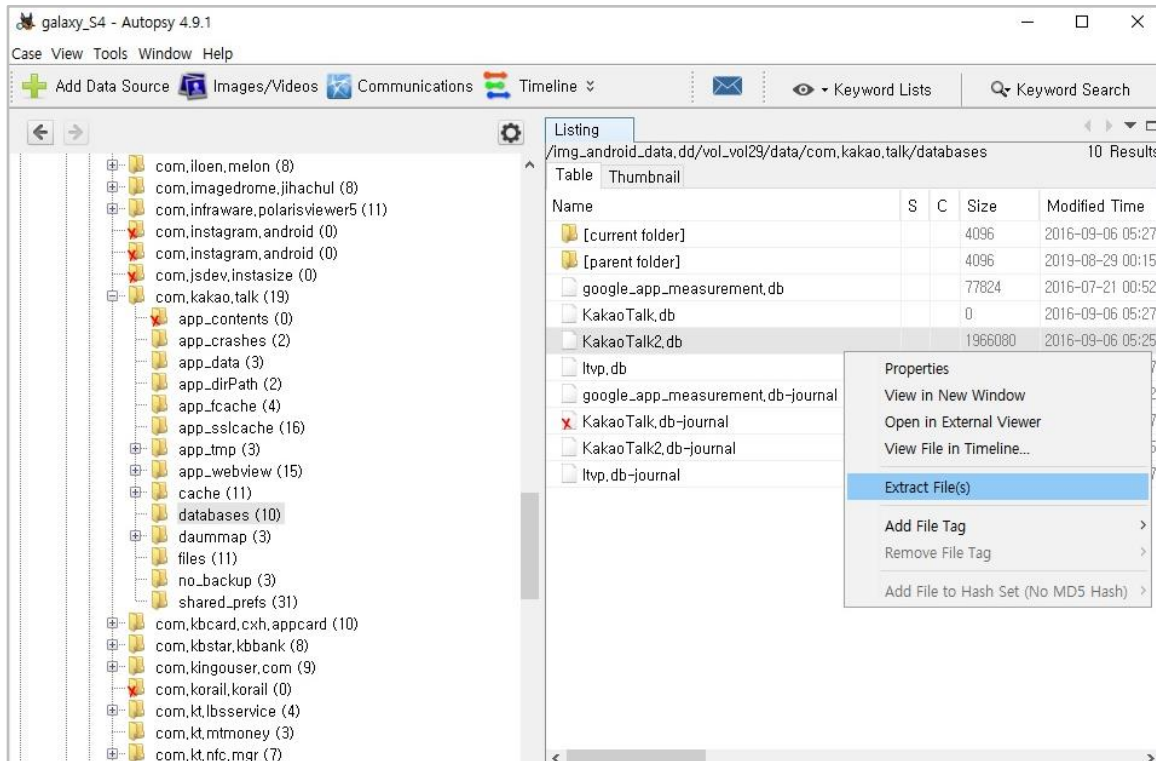 galaxy_S4 - Autopsy 4.9.1
Case View Tools Window Help
Add Data Source Images/Videos Communications Timeline Keyword Lists Keyword Search
com,iloen,melon (8)
com,imagedrome,jihachul (8)
com,infraware,polarisviewer5 (11)
com,instagram,android (0)
com,instagram,android (0)
com,jsdev,instasize (0)
com,kakao,talk (19)
app_contents (0)
app_crashes (2)
app_data (3)
app_dirPath (2)
app_fcache (4)
app_sslcache (16)
app_tmp (3)
app_webview (15)
cache (11)
databases (10)
daummap (3)
files (11)
no_backup (3)
shared_prefs (31)
com,kbcard,cxh,appcard (10)
com,kbstar,kbbank (8)
com,kingouser,com (9)
com,korail,korail (0)
com,kt,lbsservice (4)
com,kt,mtmoney (3)
com,kt,nfc,mgr (7)
Listing
/img_android_data,dd/vol_vol29/data/com,kakao,talk/databases 10 Results
Table Thumbnail
Name S C Size Modified Time
[current folder] 4096 2016-09-06 05:27
[parent folder] 4096 2019-08-29 00:15
google_app_measurement,db 77824 2016-07-21 00:52
KakaoTalk,db 0 2016-09-06 05:27
KakaoTalk2,db 1966080 2016-09-06 05:25
ltvp,db
google_app_measurement,db-journal
KakaoTalk,db-journal
KakaoTalk2,db-journal
ltvp,db-journal
Properties
View in New Window
Open in External Viewer
View File in Timeline...
Extract File(s)
Add File Tag
Remove File Tag
Add File to Hash Set (No MD5 Hash)